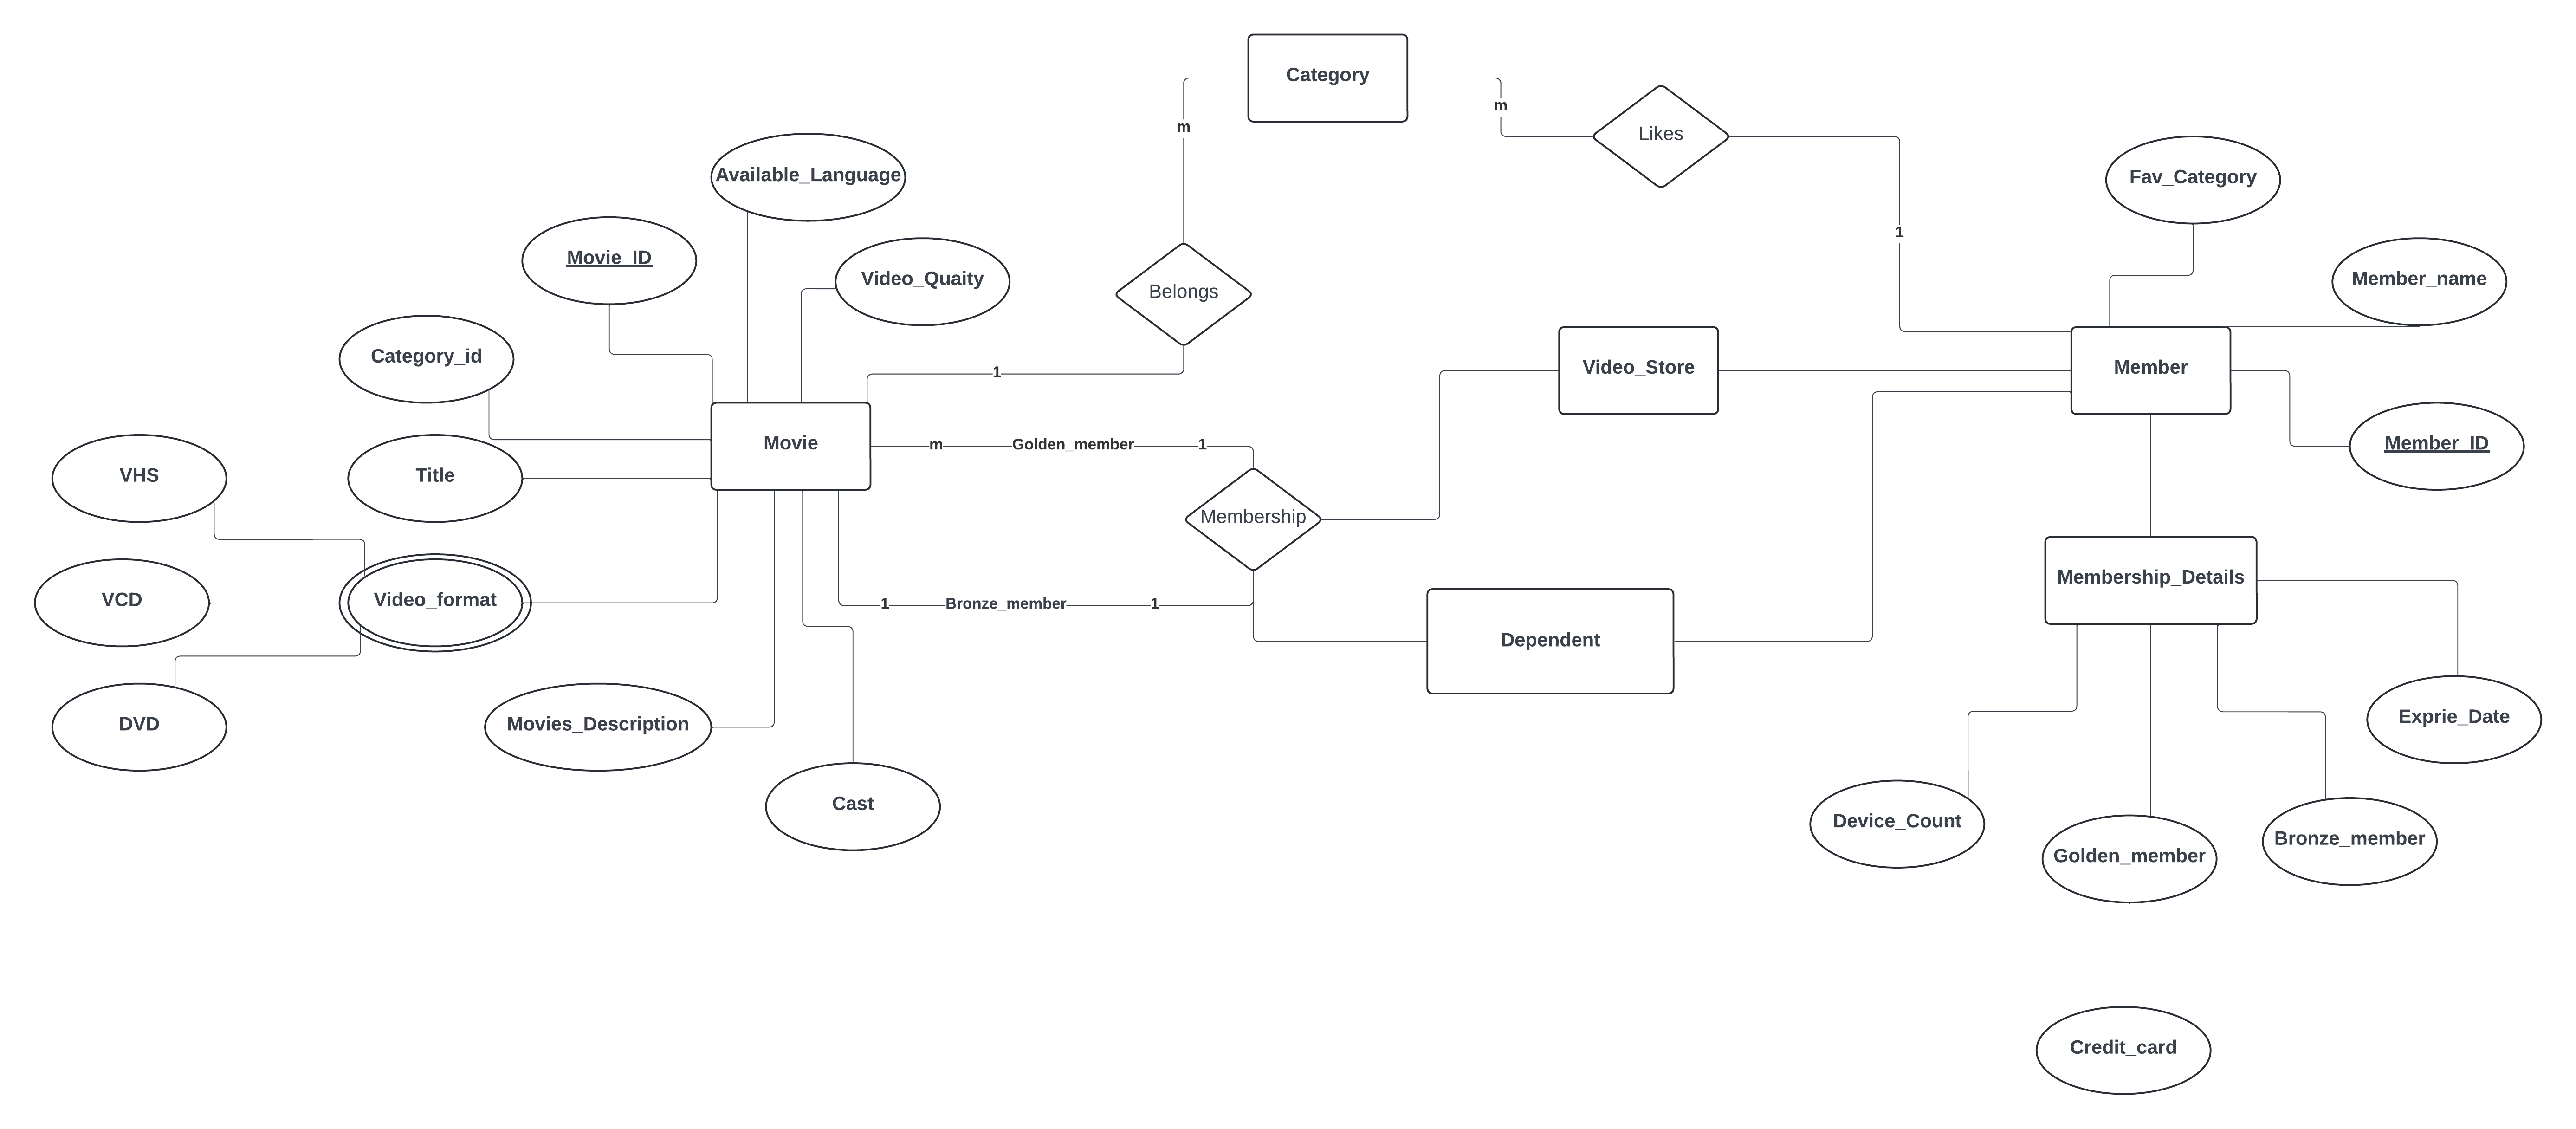 Category
m
m
Likes
Available_Language
Fav_Category
1
Movie_ID
Video_Quaity
Member_name
Belongs
Category_id
1
Video_Store
Member
Movie
m
Golden_member
1
Member_ID
VHS
Title
Membership
Membership_Details
VCD
Video_format
1
Bronze_member
1
Dependent
DVD
Movies_Description
Exprie_Date
Cast
Device_Count
Bronze_member
Golden_member
Credit_card